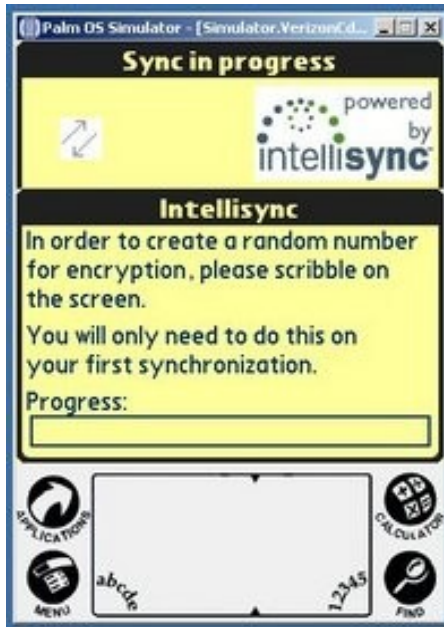 Palm OS Simulator - [Simulator.VerizonCd...
Sync in progress
powered
by
intellisync
Intellisync
In order to create a random number
for encryption, please scribble on
the screen.
You will only need to do this on
your first synchronization.
Progress:
APPLICATIONS
CALCULATOR
abcde
12345
MENU
FIND